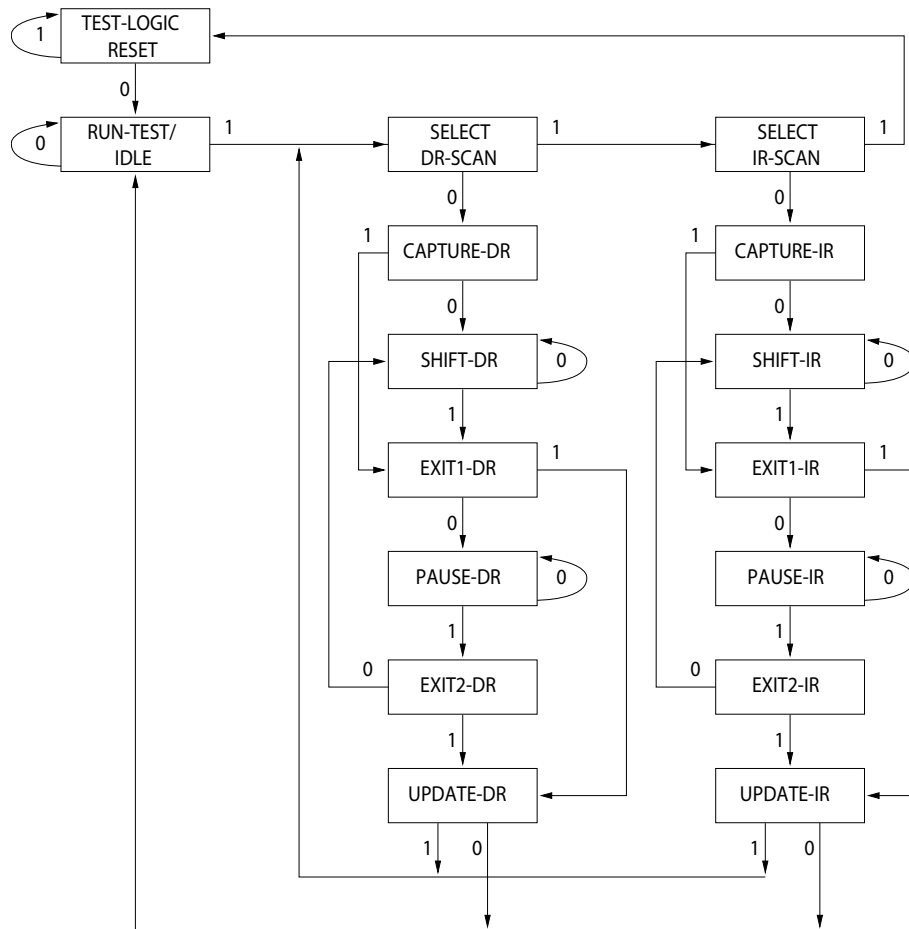 TEST-LOGIC
RESET
1
0
RUN-TEST/
IDLE
0
1
SELECT
DR-SCAN
1
SELECT
IR-SCAN
1
0
0
1
CAPTURE-DR
1
CAPTURE-IR
0
0
SHIFT-DR
0
SHIFT-IR
0
1
1
EXIT1-DR
1
EXIT1-IR
1
0
0
PAUSE-DR
0
PAUSE-IR
0
1
1
0
EXIT2-DR
0
EXIT2-IR
1
1
UPDATE-DR
UPDATE-IR
1
0
1
0